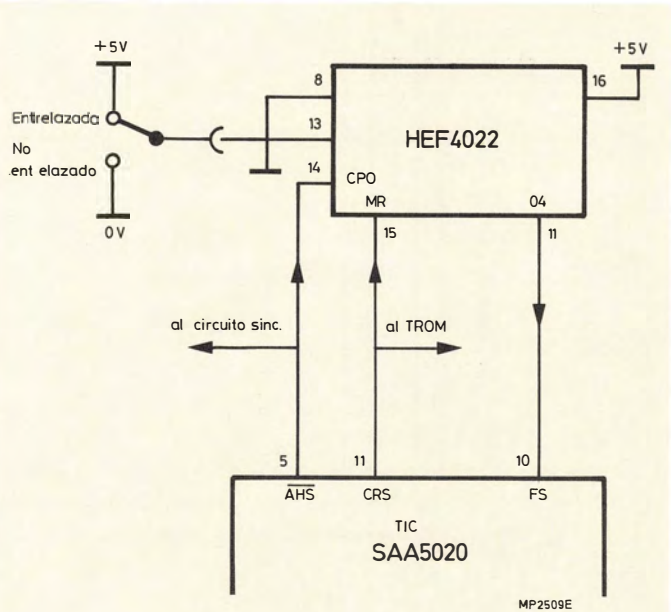 +5V
+5V
8
16
Entrelazada
13
HEF4022
No
.ent elazado
14
CPO
MR
O4
0V
15
11
al circuito sinc.
al TROM
5
11
10
AHS
CRS
FS
TIC
SAA5020
MP2509E